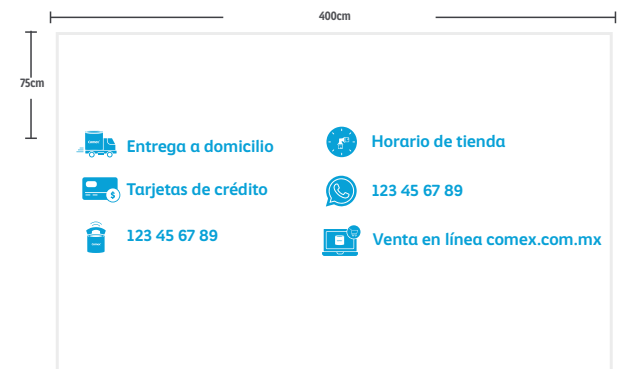 400cm
75cm
Entrega a domicilio
Horario de tienda
Tarjetas de crédito
$
123 45 67 89
123 45 67 89
Venta en línea comex.com.mx